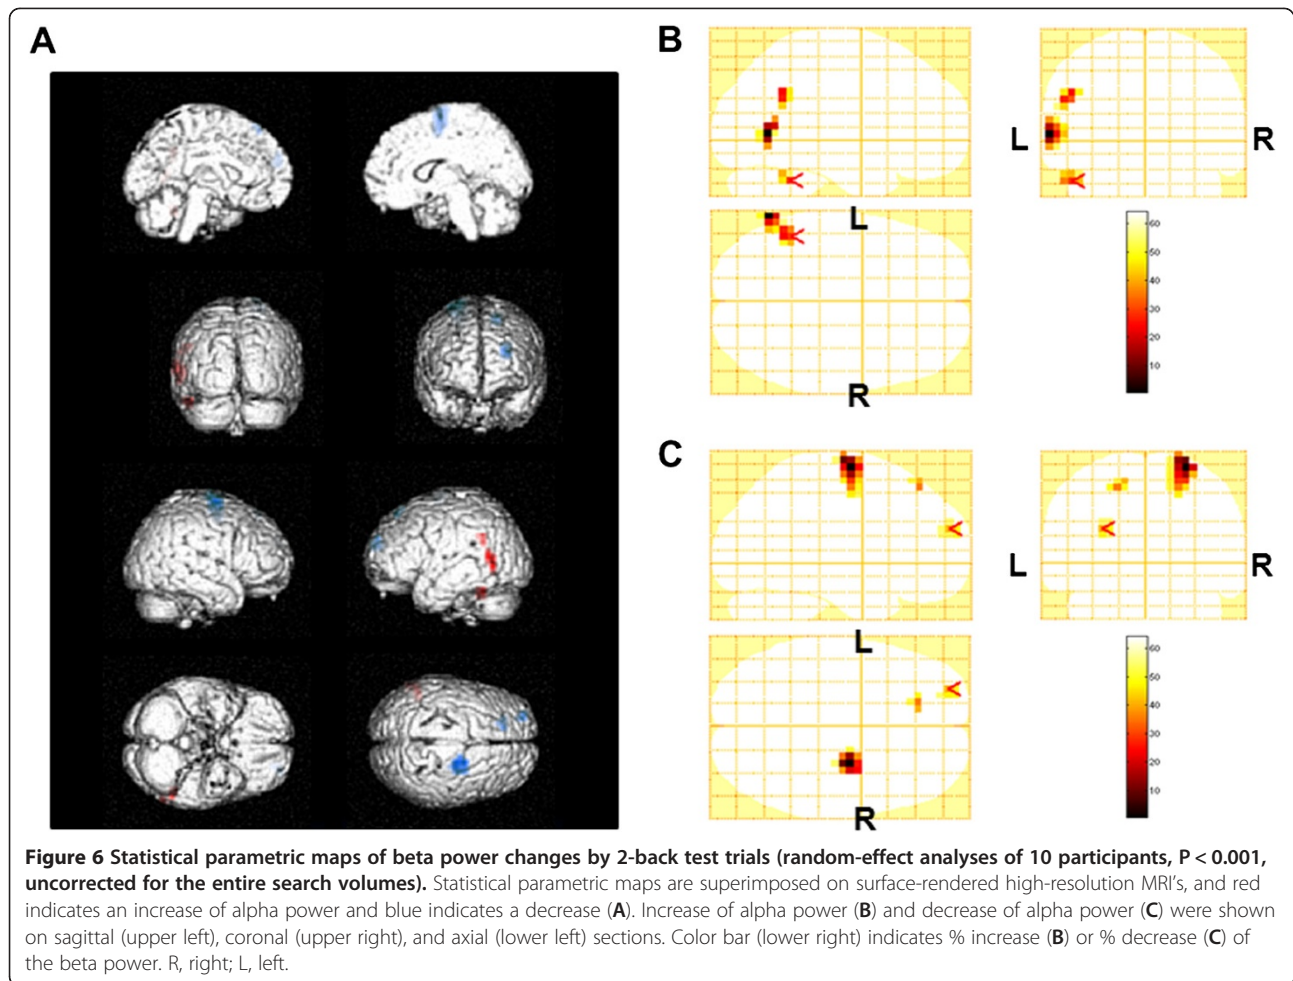 A
B
L
R
L
R
60
50
40
30
20
10
C
L
R
L
R
60
50
40
30
20
10
Figure 6 Statistical parametric maps of beta power changes by 2-back test trials (random-effect analyses of 10 participants, P < 0.001,
uncorrected for the entire search volumes). Statistical parametric maps are superimposed on surface-rendered high-resolution MRI's, and red
indicates an increase of alpha power and blue indicates a decrease (A). Increase of alpha power (B) and decrease of alpha power (C) were shown
on sagittal (upper left), coronal (upper right), and axial (lower left) sections. Color bar (lower right) indicates % increase (B) or % decrease (C) of
the beta power. R, right; L, left.